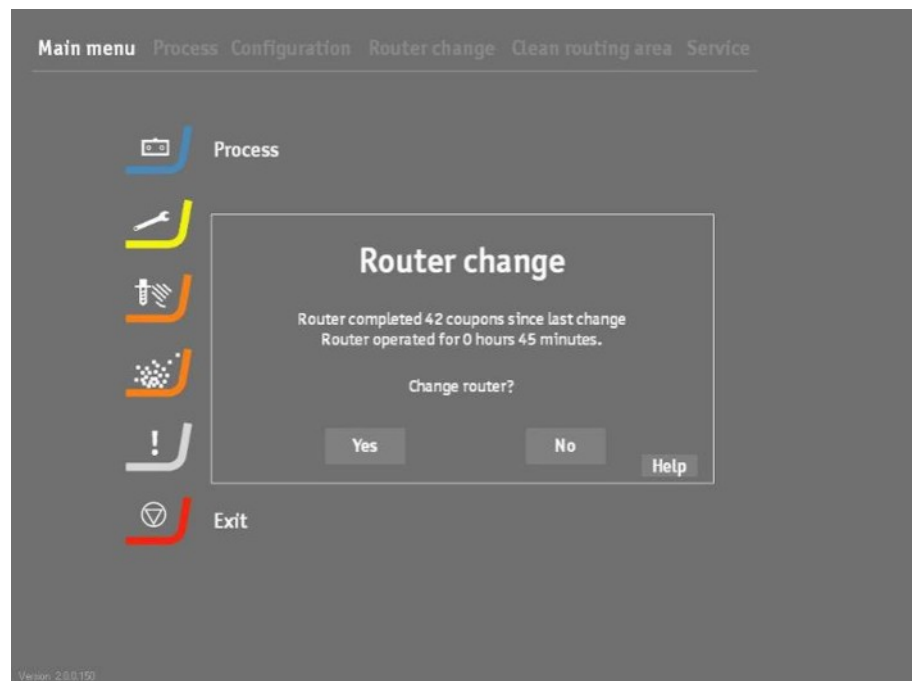 Main menu Process Configuration Router change Clean routing area Service
Process
Router change
Router completed 42 coupons since last change
Router operated for 0 hours 45 minutes.
Change router?
Yes No
Help
!
Exit
Version 2.0.0.150